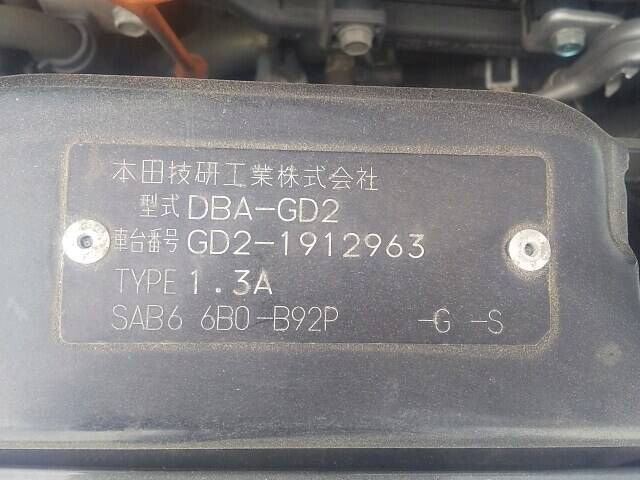 本田技研工業株式会社
型式 DBA-GD2
車台番号 GD2-1912963
TYPE 1.3A
SAB6 6B0-B92P -G -S